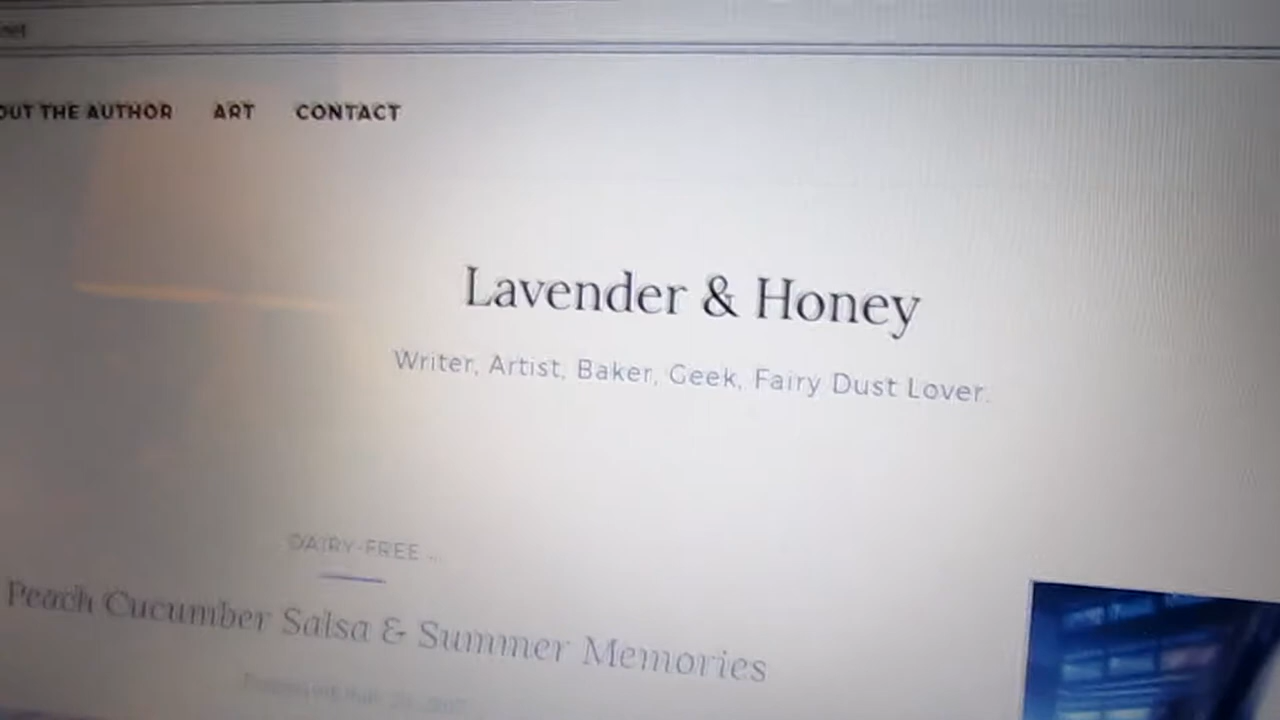 OUT THE AUTHOR ART CONTACT
Lavender & Honey
Writer, Artist, Baker, Geek, Fairy Dust Lover.
DAIRY-FREE ...
Peach Cucumber Salsa & Summer Memories